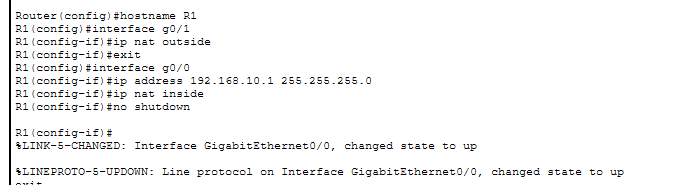 Router(config)#hostname R1
R1(config)#interface g0/1
R1(config-if)#ip nat outside
R1(config-if)#exit
R1(config)#interface g0/0
R1(config-if)#ip address 192.168.10.1 255.255.255.0
R1(config-if)#ip nat inside
R1(config-if)#no shutdown
R1(config-if)#
%LINK-5-CHANGED: Interface GigabitEthernet0/0, changed state to up
%LINEPROTO-5-UPDOWN: Line protocol on Interface GigabitEthernet0/0, changed state to up
exit